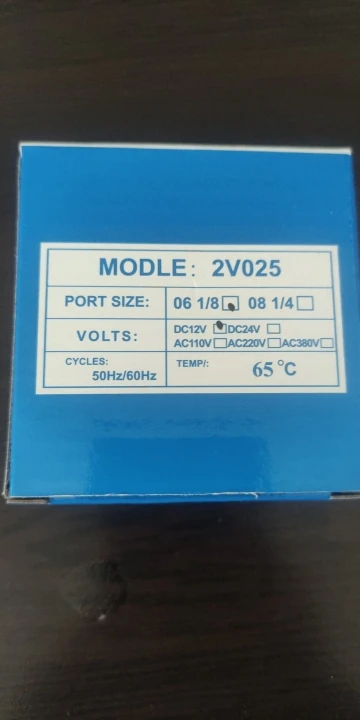 MODLE: 2V025
PORT SIZE: 06 1/8 08 1/4
VOLTS: DC12V DC24V
AC110V AC220V AC380V
CYCLES: 50Hz/60Hz
TEMP/: 65°C